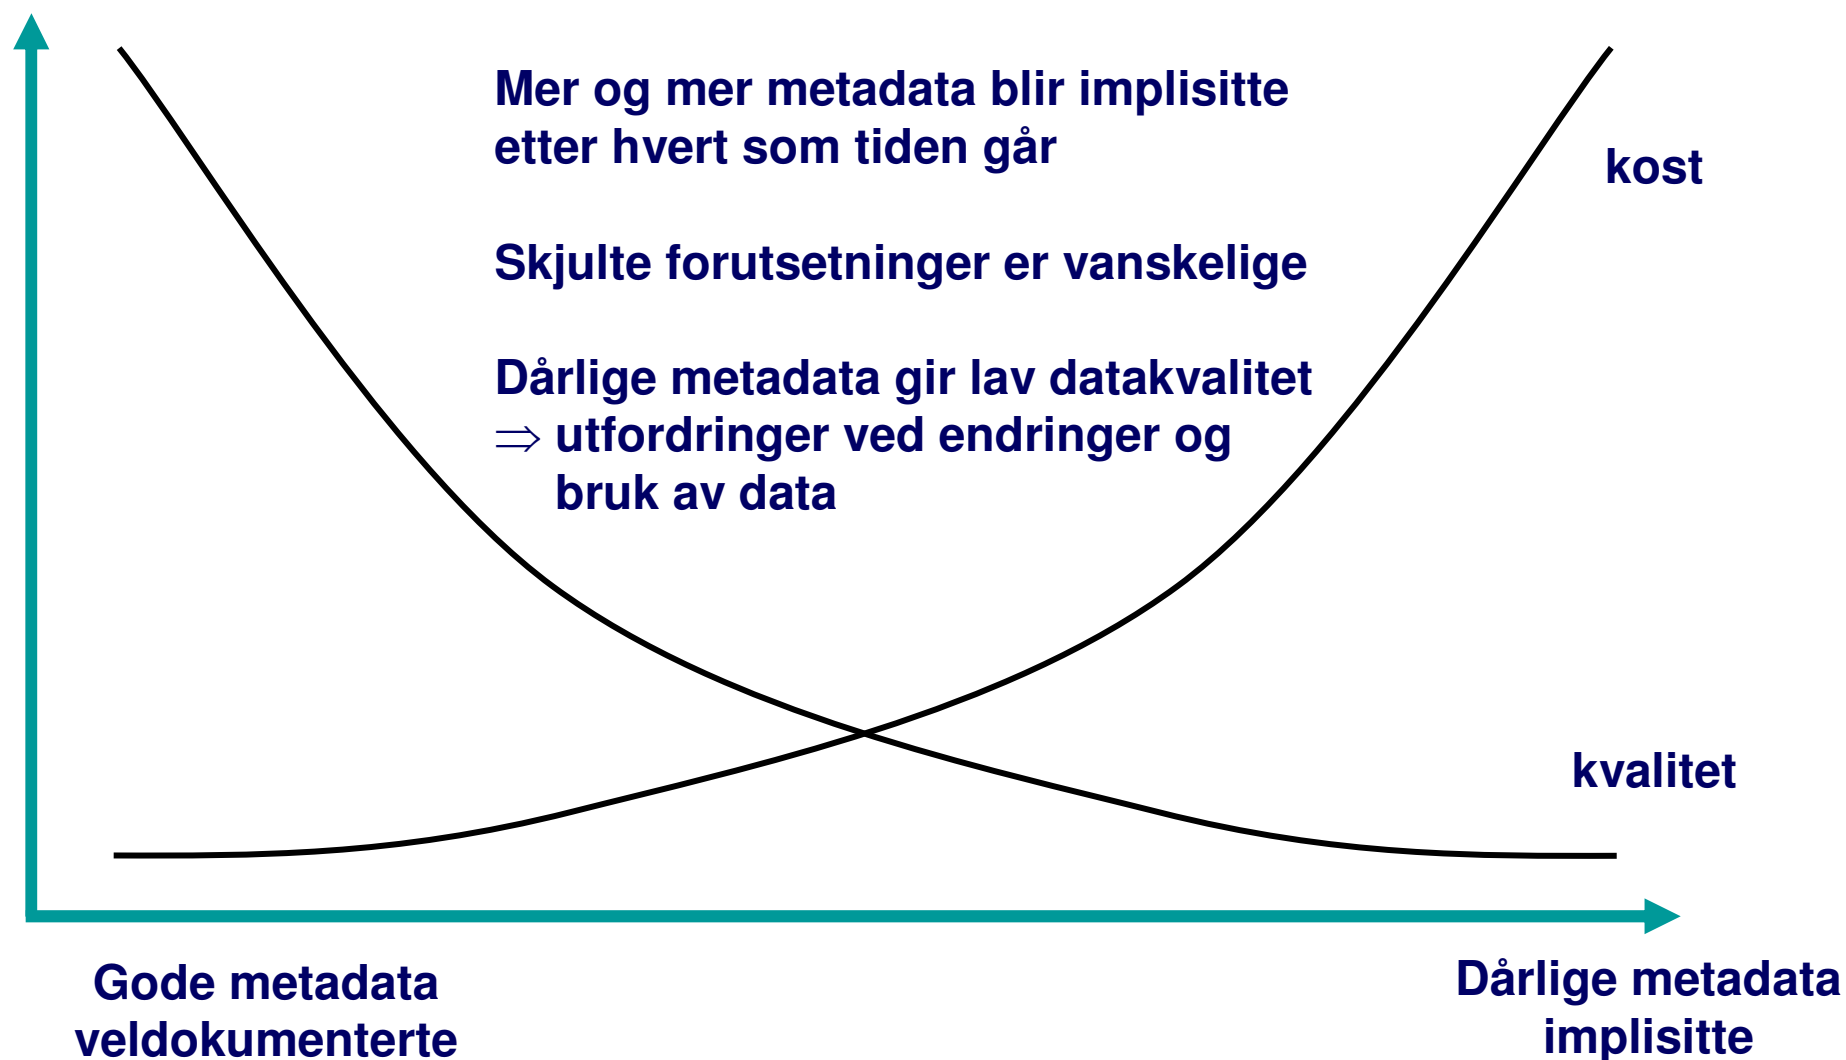 Mer og mer metadata blir implisitte
etter hvert som tiden går
kost
Skjulte forutsetninger er vanskelige
Dårlige metadata gir lav datakvalitet
⇒ utfordringer ved endringer og
bruk av data
kvalitet
Gode metadata
veldokumenterte
Dårlige metadata
implisitte